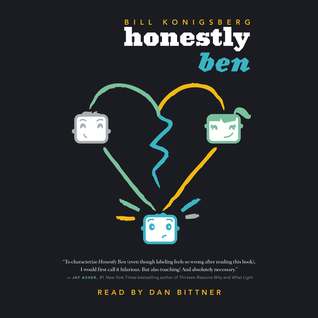 BILL KONIGSBERG
honestly
ben
"To characterize Honestly Ben (even though labeling feels so wrong after reading this book),
I would first call it hilarious. But also touching! And absolutely necessary."
— JAY ASHER, #1 New York Times bestselling author of Thirteen Reasons Why and What Light
READ BY DAN BITTNER